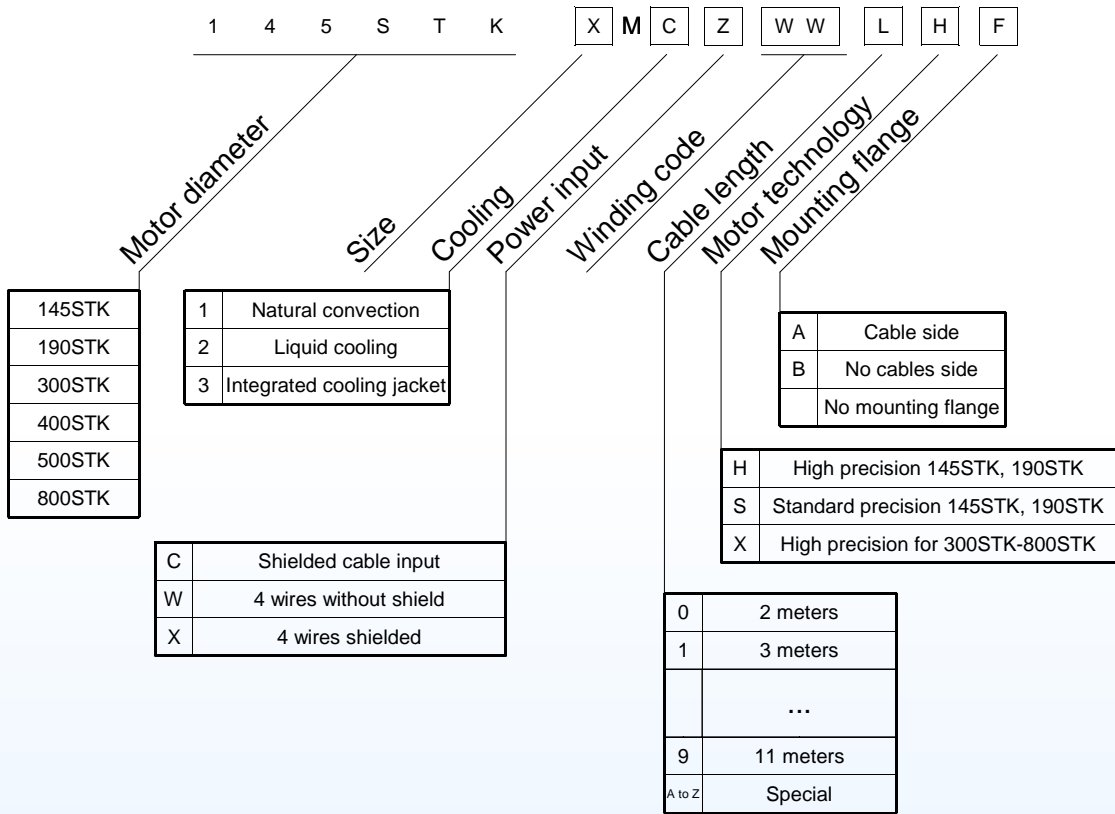 1 4 5 S T K X M C Z W W L H F
Motor diameter
Size
Cooling
Power input
Winding code
Cable length
Motor technology
Mounting flange
145STK
190STK
300STK
400STK
500STK
800STK
1 Natural convection
2 Liquid cooling
3 Integrated cooling jacket
A Cable side
B No cables side
No mounting flange
H High precision 145STK, 190STK
S Standard precision 145STK, 190STK
X High precision for 300STK-800STK
C Shielded cable input
W 4 wires without shield
X 4 wires shielded
0 2 meters
1 3 meters
...
9 11 meters
A to Z Special